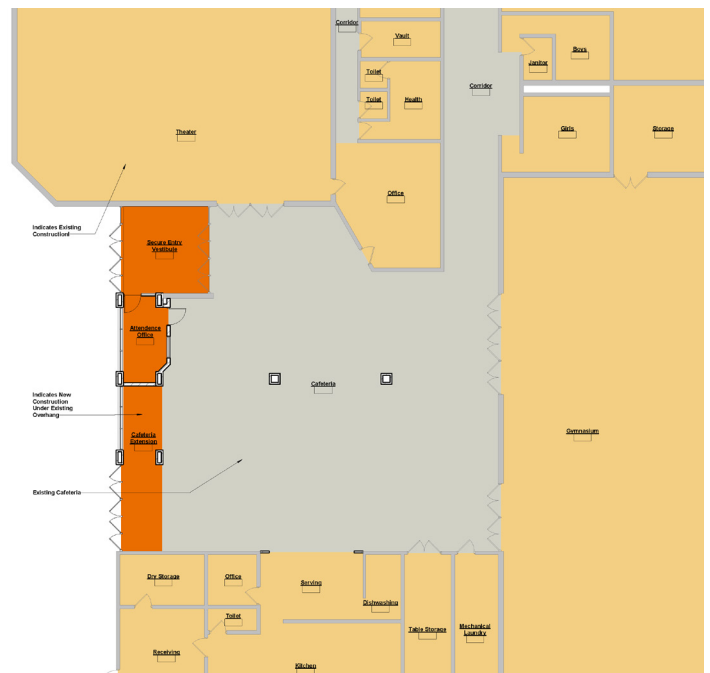 Corridor
Vault
Boys
Toilet
Janitor
Corridor
Toilet
Health
Theater
Girls
Storage
Office
Indicates Existing
Construction!
Secure Entry
Vestibule
Attendence
Office
Cafeteria
Indicates New
Construction
Under Existing
Overhang
Cafeteria
Extension
Gymnasium
Existing Cafeteria
Dry Storage
Office
Serving
Dishwashing
Toilet
Table Storage
Mechanical
Laundry
Receiving
Kitchen